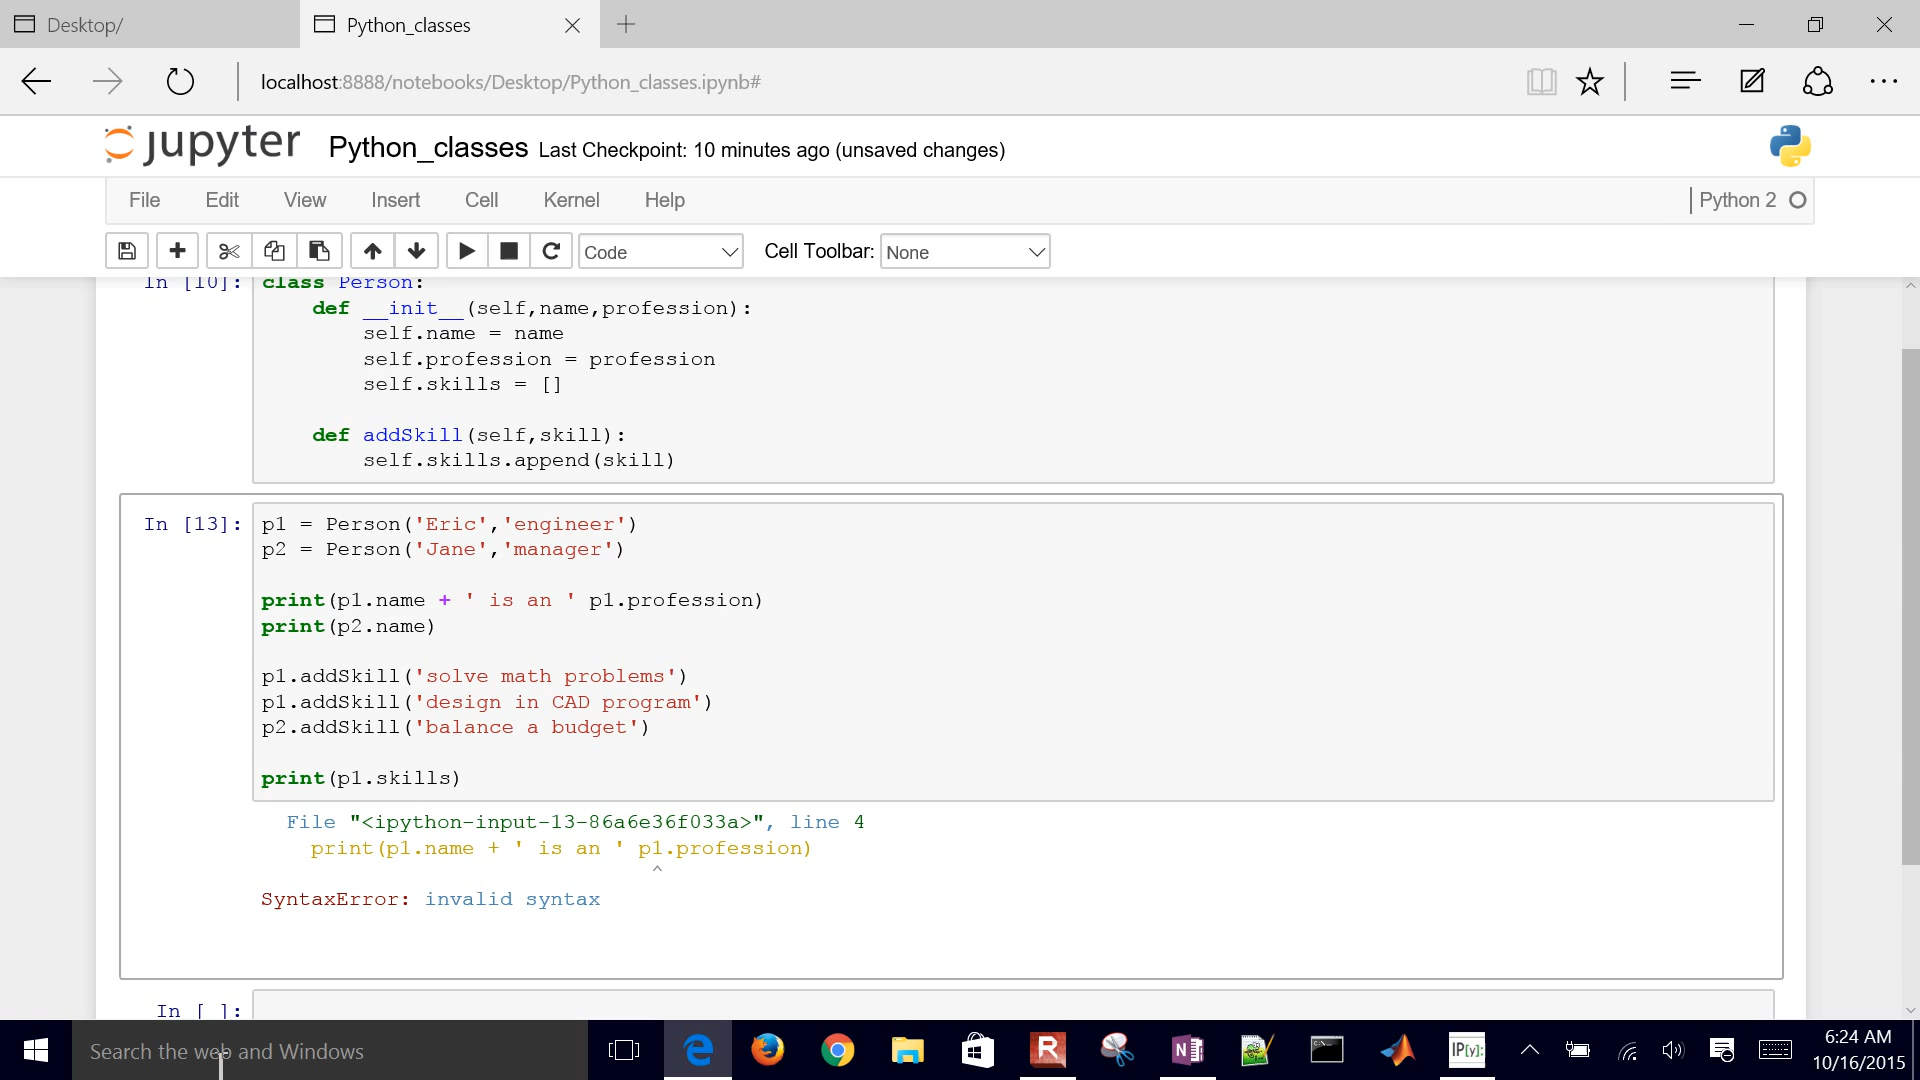 Desktop/
Python_classes
localhost:8888/notebooks/Desktop/Python_classes.ipynb#
jupyter Python_classes Last Checkpoint: 10 minutes ago (unsaved changes)
File Edit View Insert Cell Kernel Help Python 2
Code Cell Toolbar: None
In [10]: class Person:
    def __init__(self,name,profession):
        self.name = name
        self.profession = profession
        self.skills = []
    def addSkill(self,skill):
        self.skills.append(skill)
In [13]: p1 = Person('Eric','engineer')
p2 = Person('Jane','manager')
print(p1.name + ' is an ' p1.profession)
print(p2.name)
p1.addSkill('solve math problems')
p1.addSkill('design in CAD program')
p2.addSkill('balance a budget')
print(p1.skills)
File "<ipython-input-13-86a6e36f033a>", line 4
print(p1.name + ' is an ' p1.profession)
^
SyntaxError: invalid syntax
In [ ]:
Search the web and Windows
R
N
C:\
IP[y]:
6:24 AM
10/16/2015